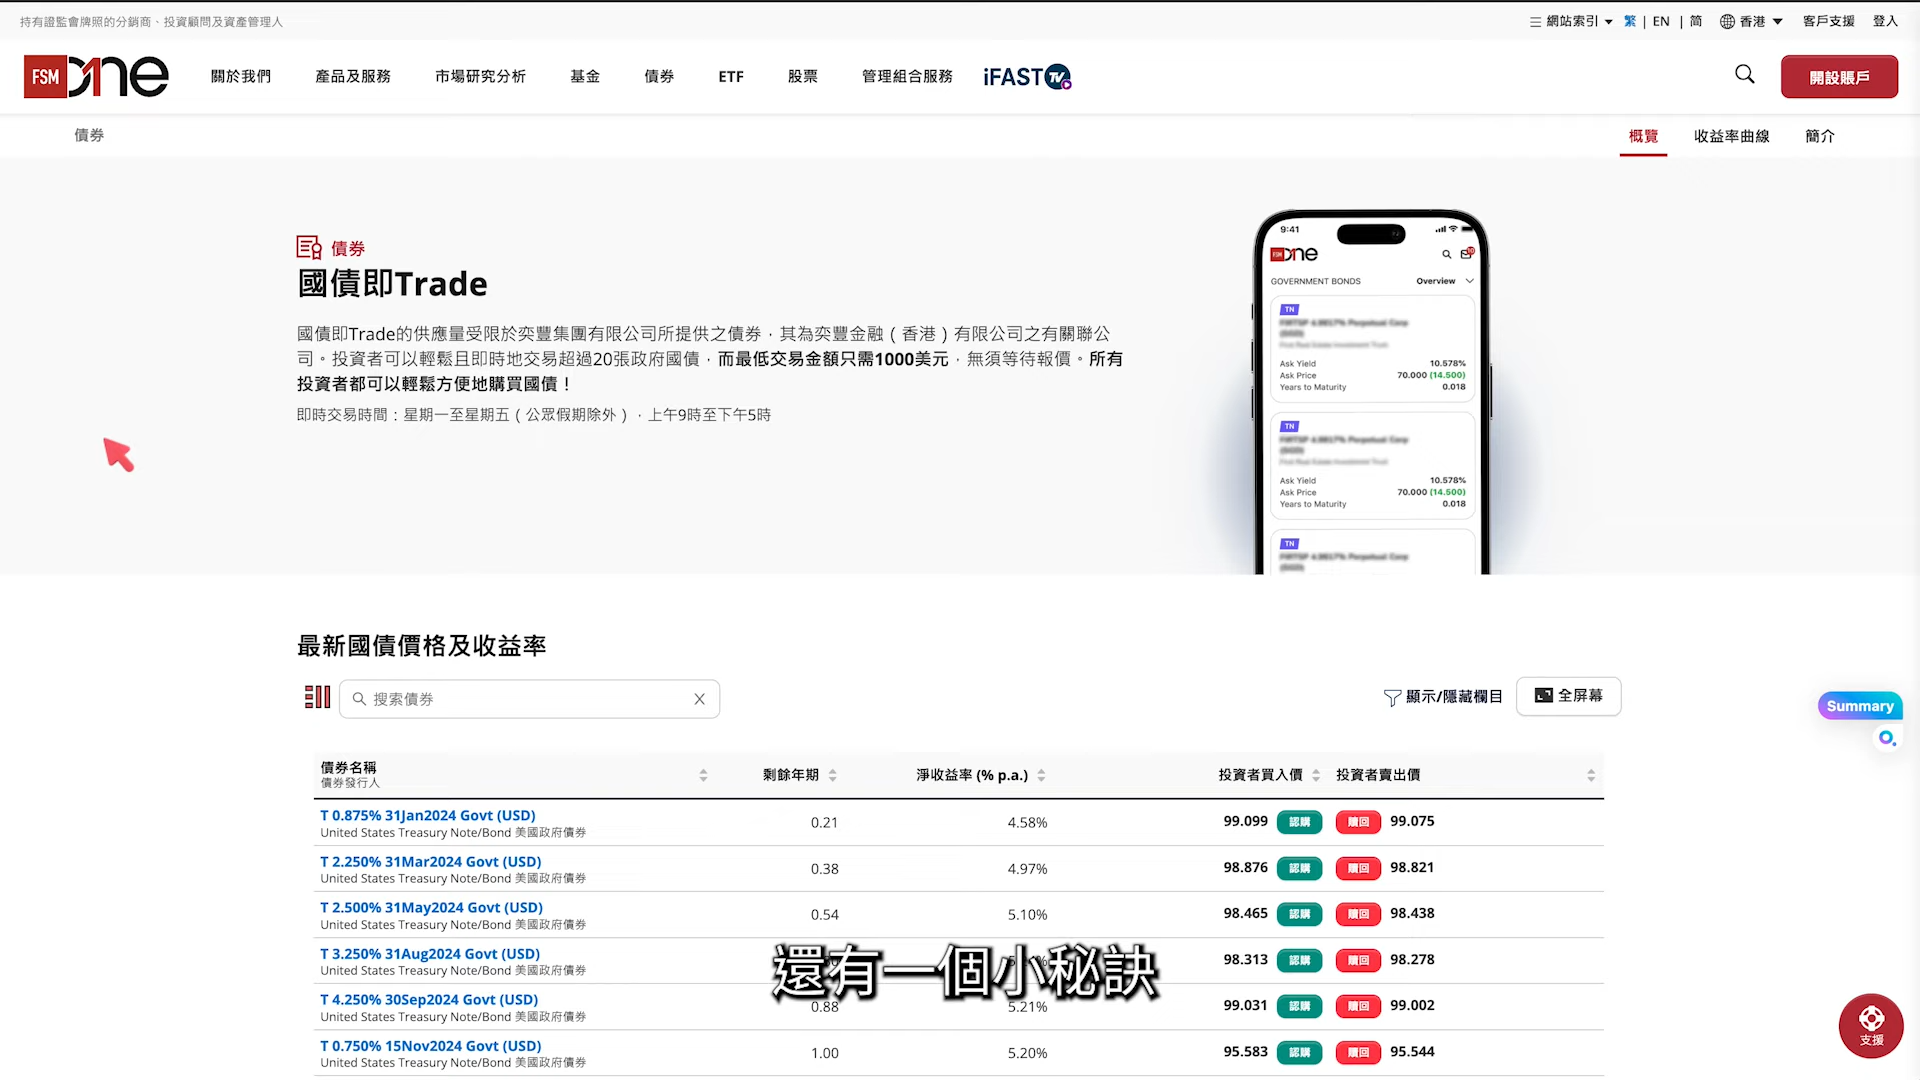 持有證監會牌照的分銷商、投資顧問及資產管理人
網站索引 繁 | EN | 简 香港 客戶支援 登入
FSM One 關於我們 產品及服務 市場研究分析 基金 債券 ETF 股票 管理組合服務 iFAST TV 開設賬戶
債券 概覽 收益率曲線 簡介
債券
國債即Trade
國債即Trade的供應量受限於奕豐集團有限公司所提供之債券，其為奕豐金融（香港）有限公司之有關聯公
司。投資者可以輕鬆且即時地交易超過20張政府國債，而最低交易金額只需1000美元，無須等待報價。所有
投資者都可以輕鬆方便地購買國債！
即時交易時間：星期一至星期五（公眾假期除外），上午9時至下午5時
9:41
FSM One
GOVERNMENT BONDS Overview
TN
Ask Yield 10.578%
Ask Price 70.000 (14.500)
Years to Maturity 0.018
TN
Ask Yield 10.578%
Ask Price 70.000 (14.500)
Years to Maturity 0.018
TN
最新國債價格及收益率
搜索債券 顯示/隱藏欄目 全屏幕
Summary
債券名稱 剩餘年期 淨收益率 (% p.a.) 投資者買入價 投資者賣出價
債券發行人
T 0.875% 31Jan2024 Govt (USD) 0.21 4.58% 99.099 認購 贖回 99.075
United States Treasury Note/Bond 美國政府債券
T 2.250% 31Mar2024 Govt (USD) 0.38 4.97% 98.876 認購 贖回 98.821
United States Treasury Note/Bond 美國政府債券
T 2.500% 31May2024 Govt (USD) 0.54 5.10% 98.465 認購 贖回 98.438
United States Treasury Note/Bond 美國政府債券
T 3.250% 31Aug2024 Govt (USD) 98.313 認購 贖回 98.278
United States Treasury Note/Bond 美國政府債券
還有一個小秘訣
T 4.250% 30Sep2024 Govt (USD) 0.88 5.21% 99.031 認購 贖回 99.002
United States Treasury Note/Bond 美國政府債券
T 0.750% 15Nov2024 Govt (USD) 1.00 5.20% 95.583 認購 贖回 95.544
United States Treasury Note/Bond 美國政府債券
支援